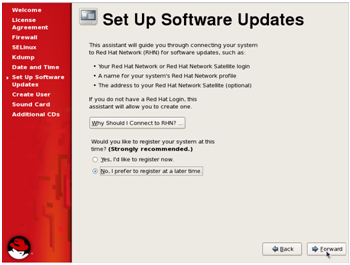 Welcome
License
Agreement
Firewall
SELinux
Kdump
Date and Time
Set Up Software
Updates
Create User
Sound Card
Additional CDs
Set Up Software Updates
This assistant will guide you through connecting your system
to Red Hat Network (RHN) for software updates, such as:
• Your Red Hat Network or Red Hat Network Satellite login
• A name for your system's Red Hat Network profile
• The address to your Red Hat Network Satellite (optional)
If you do not have a Red Hat Login, this
assistant will allow you to create one.
Why Should I Connect to RHN? ...
Would you like to register your system at this
time? (Strongly recommended.)
Yes, I'd like to register now.
No, I prefer to register at a later time.
Back
Forward